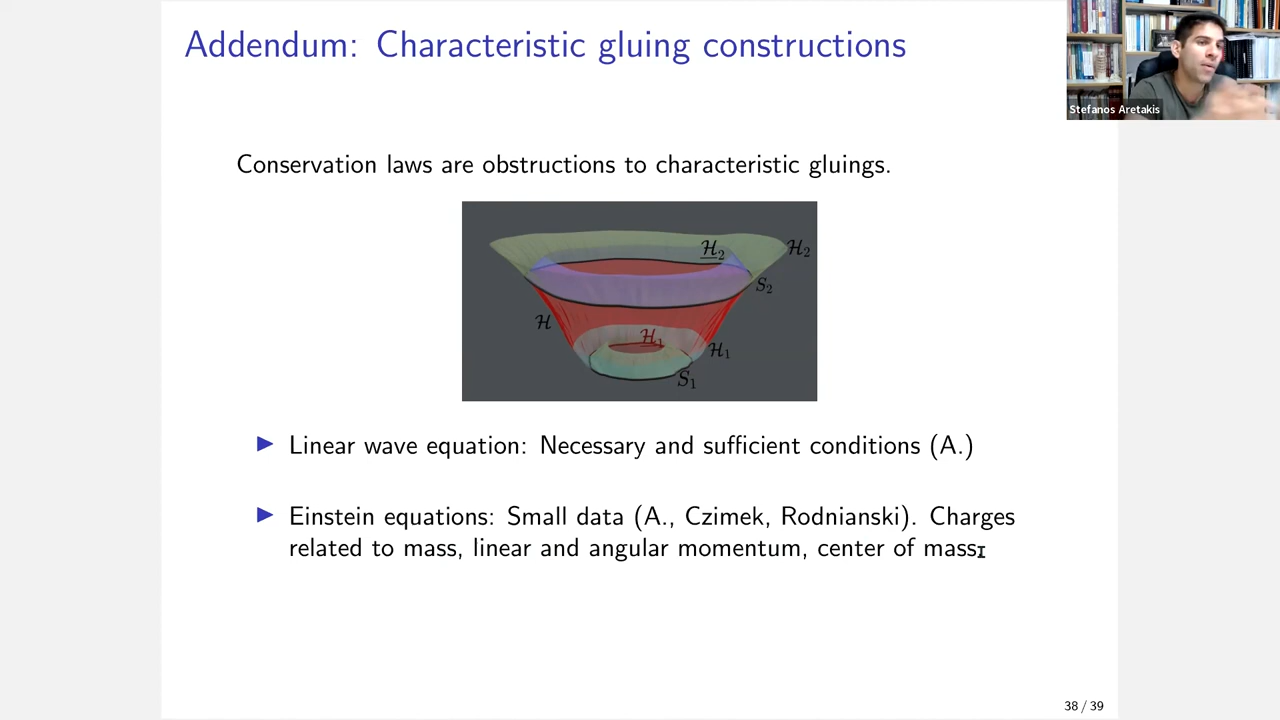 Addendum: Characteristic gluing constructions
Stefanos Aretakis
Conservation laws are obstructions to characteristic gluings.
H̲₂
H₂
S₂
H
H̲₁
H₁
S₁
Linear wave equation: Necessary and sufficient conditions (A.)
Einstein equations: Small data (A., Czimek, Rodnianski). Charges
related to mass, linear and angular momentum, center of mass
38 / 39